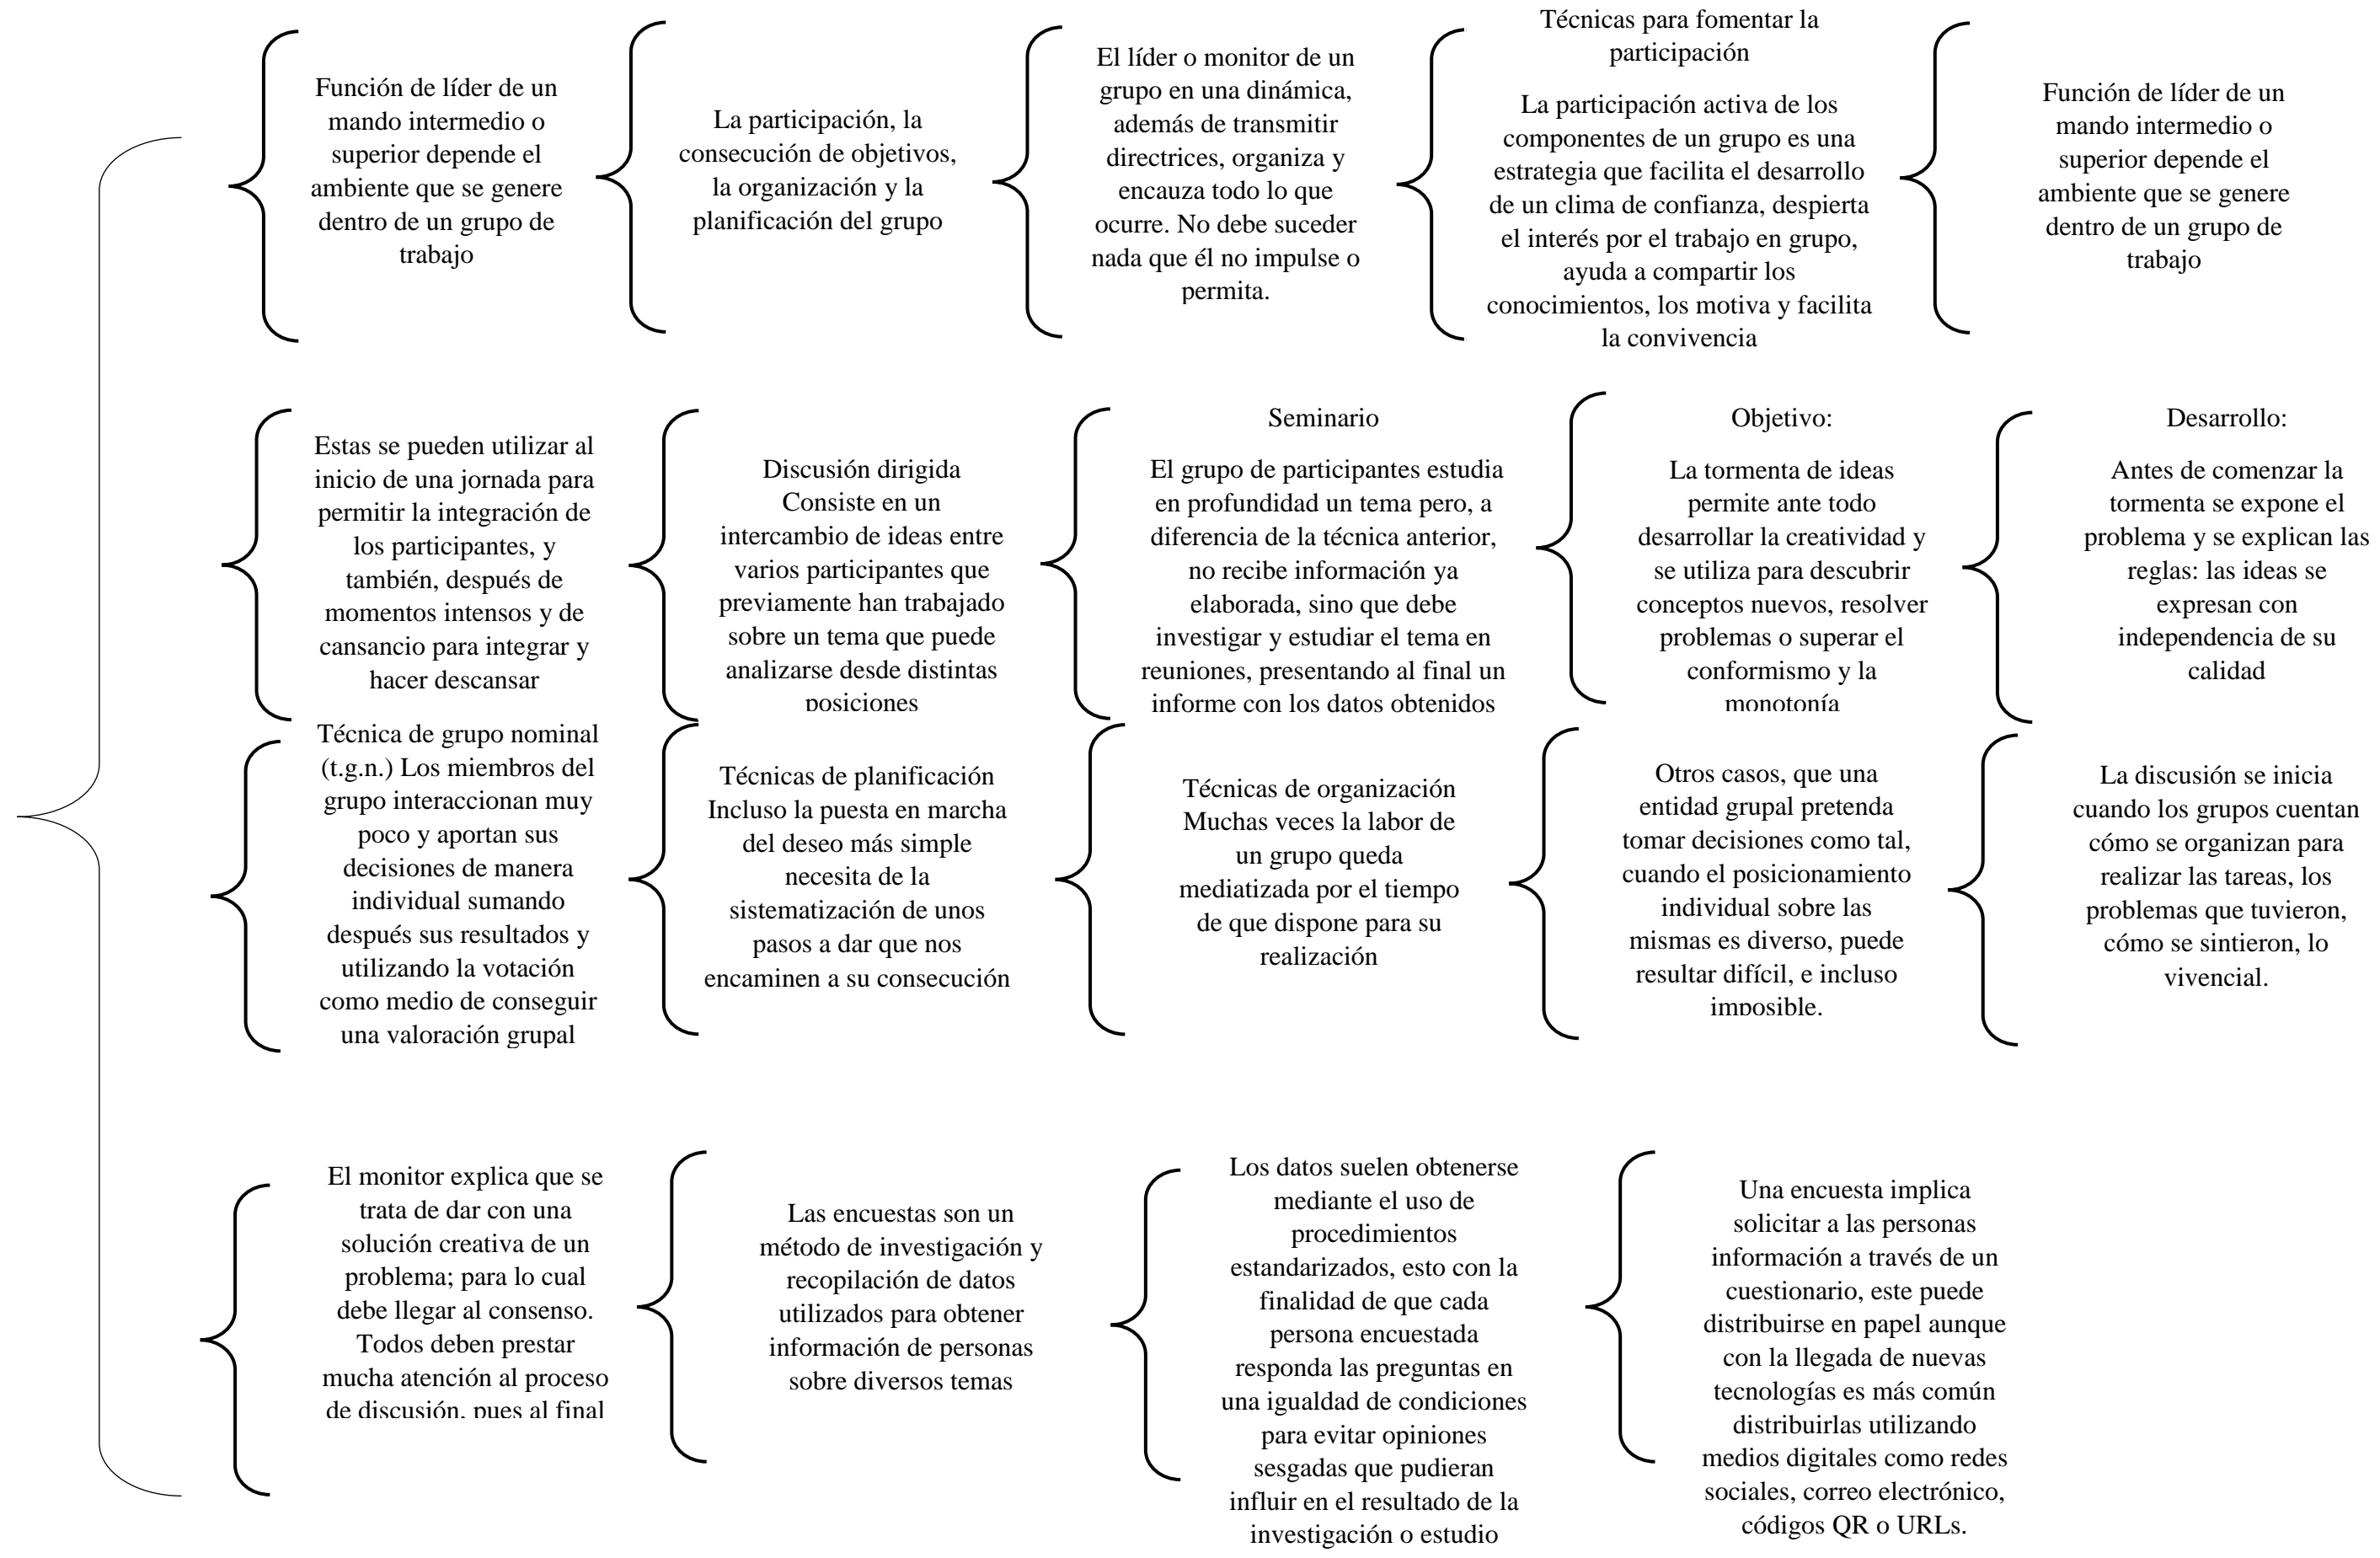 Función de líder de un
mando intermedio o
superior depende el
ambiente que se genere
dentro de un grupo de
trabajo
La participación, la
consecución de objetivos,
la organización y la
planificación del grupo
El líder o monitor de un
grupo en una dinámica,
además de transmitir
directrices, organiza y
encauza todo lo que
ocurre. No debe suceder
nada que él no impulse o
permita.
Técnicas para fomentar la
participación
La participación activa de los
componentes de un grupo es una
estrategia que facilita el desarrollo
de un clima de confianza, despierta
el interés por el trabajo en grupo,
ayuda a compartir los
conocimientos, los motiva y facilita
la convivencia
Función de líder de un
mando intermedio o
superior depende el
ambiente que se genere
dentro de un grupo de
trabajo
Estas se pueden utilizar al
inicio de una jornada para
permitir la integración de
los participantes, y
también, después de
momentos intensos y de
cansancio para integrar y
hacer descansar
Discusión dirigida
Consiste en un
intercambio de ideas entre
varios participantes que
previamente han trabajado
sobre un tema que puede
analizarse desde distintas
posiciones
Seminario
El grupo de participantes estudia
en profundidad un tema pero, a
diferencia de la técnica anterior,
no recibe información ya
elaborada, sino que debe
investigar y estudiar el tema en
reuniones, presentando al final un
informe con los datos obtenidos
Objetivo:
La tormenta de ideas
permite ante todo
desarrollar la creatividad y
se utiliza para descubrir
conceptos nuevos, resolver
problemas o superar el
conformismo y la
monotonía
Desarrollo:
Antes de comenzar la
tormenta se expone el
problema y se explican las
reglas: las ideas se
expresan con
independencia de su
calidad
Técnica de grupo nominal
(t.g.n.) Los miembros del
grupo interaccionan muy
poco y aportan sus
decisiones de manera
individual sumando
después sus resultados y
utilizando la votación
como medio de conseguir
una valoración grupal
Técnicas de planificación
Incluso la puesta en marcha
del deseo más simple
necesita de la
sistematización de unos
pasos a dar que nos
encaminen a su consecución
Técnicas de organización
Muchas veces la labor de
un grupo queda
mediatizada por el tiempo
de que dispone para su
realización
Otros casos, que una
entidad grupal pretenda
tomar decisiones como tal,
cuando el posicionamiento
individual sobre las
mismas es diverso, puede
resultar difícil, e incluso
imposible.
La discusión se inicia
cuando los grupos cuentan
cómo se organizan para
realizar las tareas, los
problemas que tuvieron,
cómo se sintieron, lo
vivencial.
El monitor explica que se
trata de dar con una
solución creativa de un
problema; para lo cual
debe llegar al consenso.
Todos deben prestar
mucha atención al proceso
de discusión, pues al final
Las encuestas son un
método de investigación y
recopilación de datos
utilizados para obtener
información de personas
sobre diversos temas
Los datos suelen obtenerse
mediante el uso de
procedimientos
estandarizados, esto con la
finalidad de que cada
persona encuestada
responda las preguntas en
una igualdad de condiciones
para evitar opiniones
sesgadas que pudieran
influir en el resultado de la
investigación o estudio
Una encuesta implica
solicitar a las personas
información a través de un
cuestionario, este puede
distribuirse en papel aunque
con la llegada de nuevas
tecnologías es más común
distribuirlas utilizando
medios digitales como redes
sociales, correo electrónico,
códigos QR o URLs.